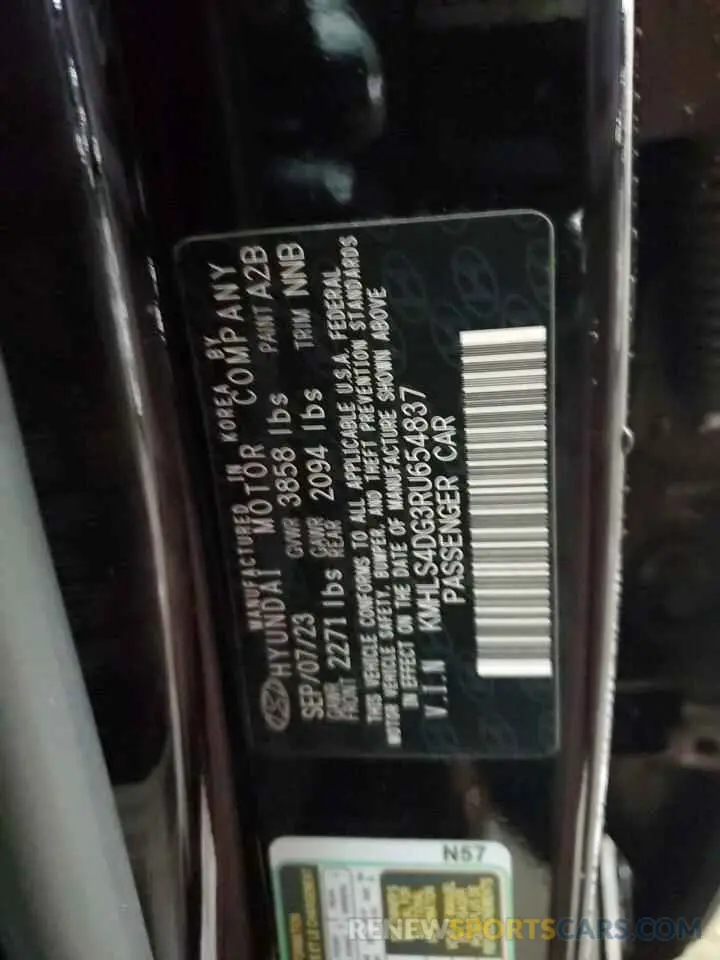 MANUFACTURED IN KOREA BY
HYUNDAI MOTOR COMPANY
SEP/07/23 GVWR 3858 lbs PAINT A2B
GAWR FRONT 2271 lbs GAWR REAR 2094 lbs TRIM NNB
THIS VEHICLE CONFORMS TO ALL APPLICABLE U.S.A. FEDERAL
MOTOR VEHICLE SAFETY, BUMPER, AND THEFT PREVENTION STANDARDS
IN EFFECT ON THE DATE OF MANUFACTURE SHOWN ABOVE
V.I.N KMHLS4DG3RU654837
PASSENGER CAR
N57
RENEWSPORTSCARS.COM